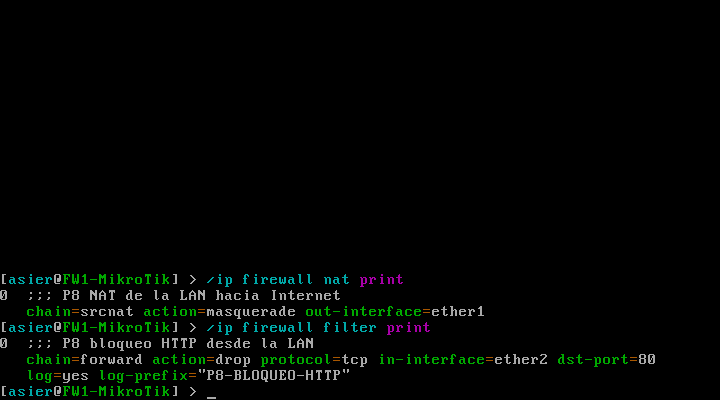 [asier@FW1-MikroTik] > /ip firewall nat print
0  ;;; P8 NAT de la LAN hacia Internet
   chain=srcnat action=masquerade out-interface=ether1
[asier@FW1-MikroTik] > /ip firewall filter print
0  ;;; P8 bloqueo HTTP desde la LAN
   chain=forward action=drop protocol=tcp in-interface=ether2 dst-port=80
   log=yes log-prefix="P8-BLOQUEO-HTTP"
[asier@FW1-MikroTik] > _